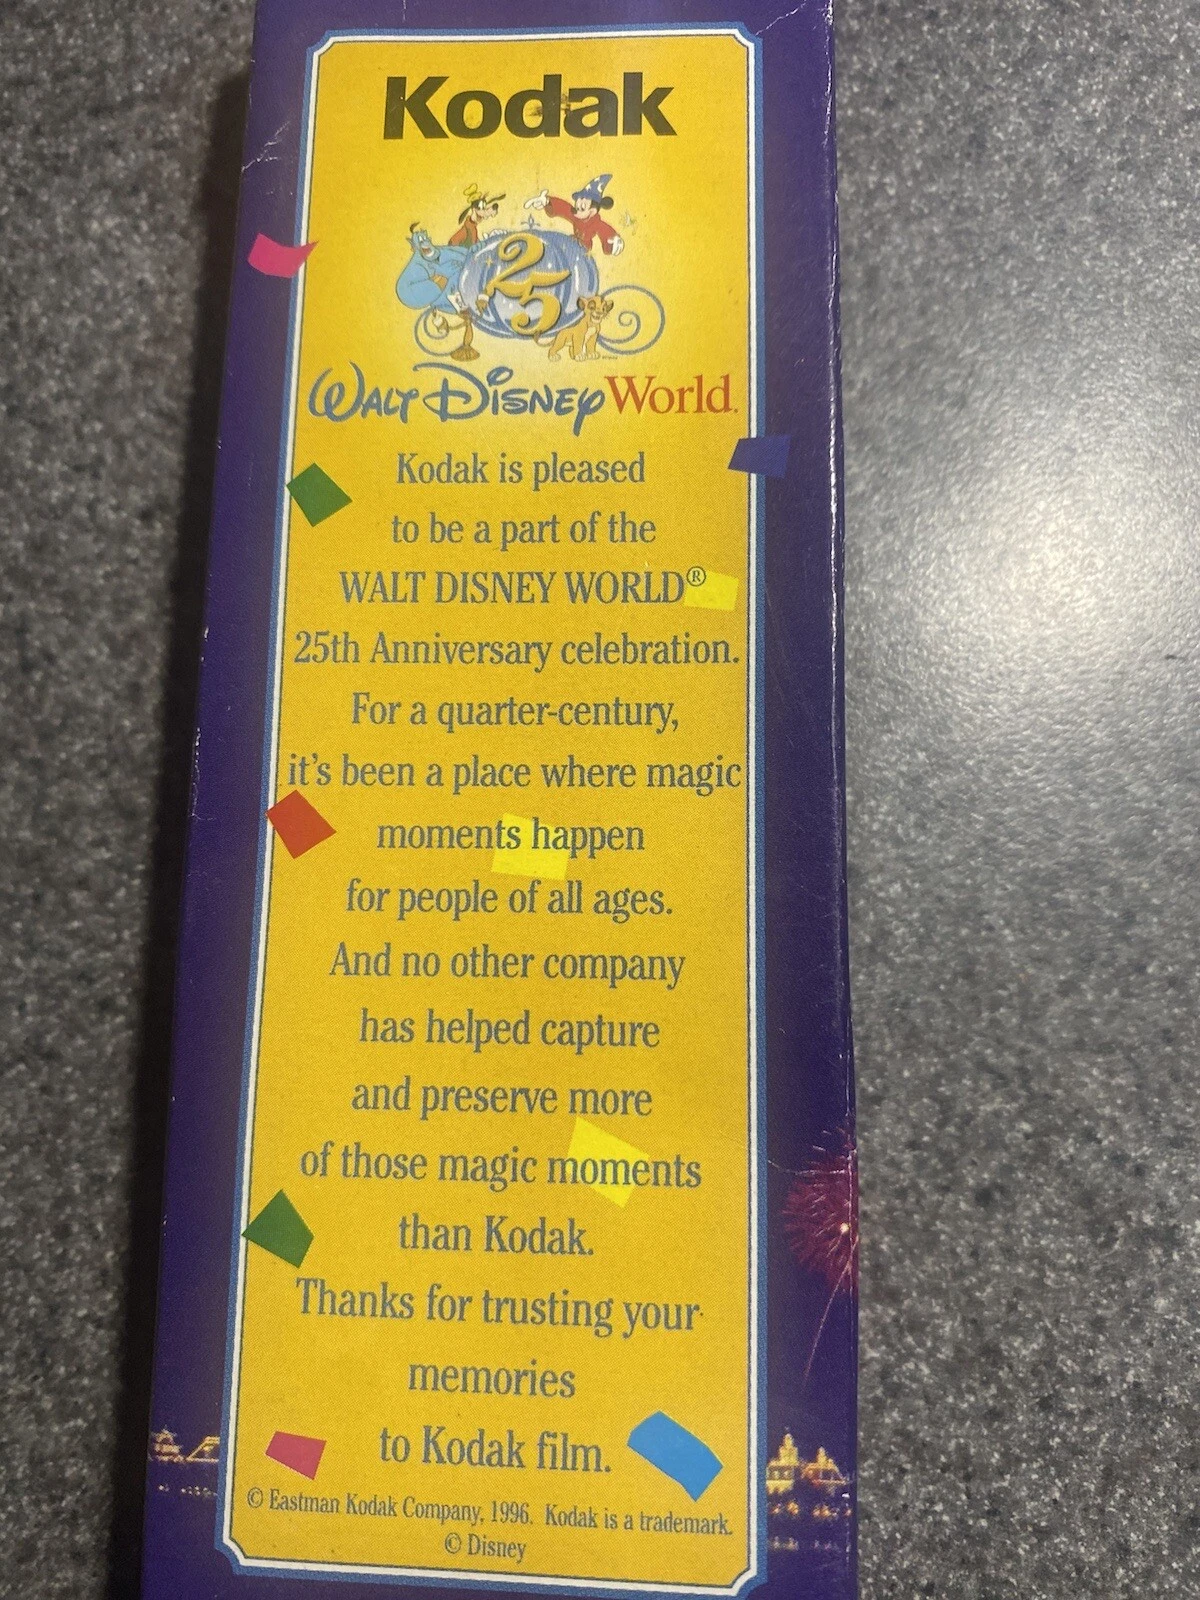 Kodak
25
WALT DISNEY World.
Kodak is pleased
to be a part of the
WALT DISNEY WORLD®
25th Anniversary celebration.
For a quarter-century,
it's been a place where magic
moments happen
for people of all ages.
And no other company
has helped capture
and preserve more
of those magic moments
than Kodak.
Thanks for trusting your
memories
to Kodak film.
© Eastman Kodak Company, 1996. Kodak is a trademark.
© Disney